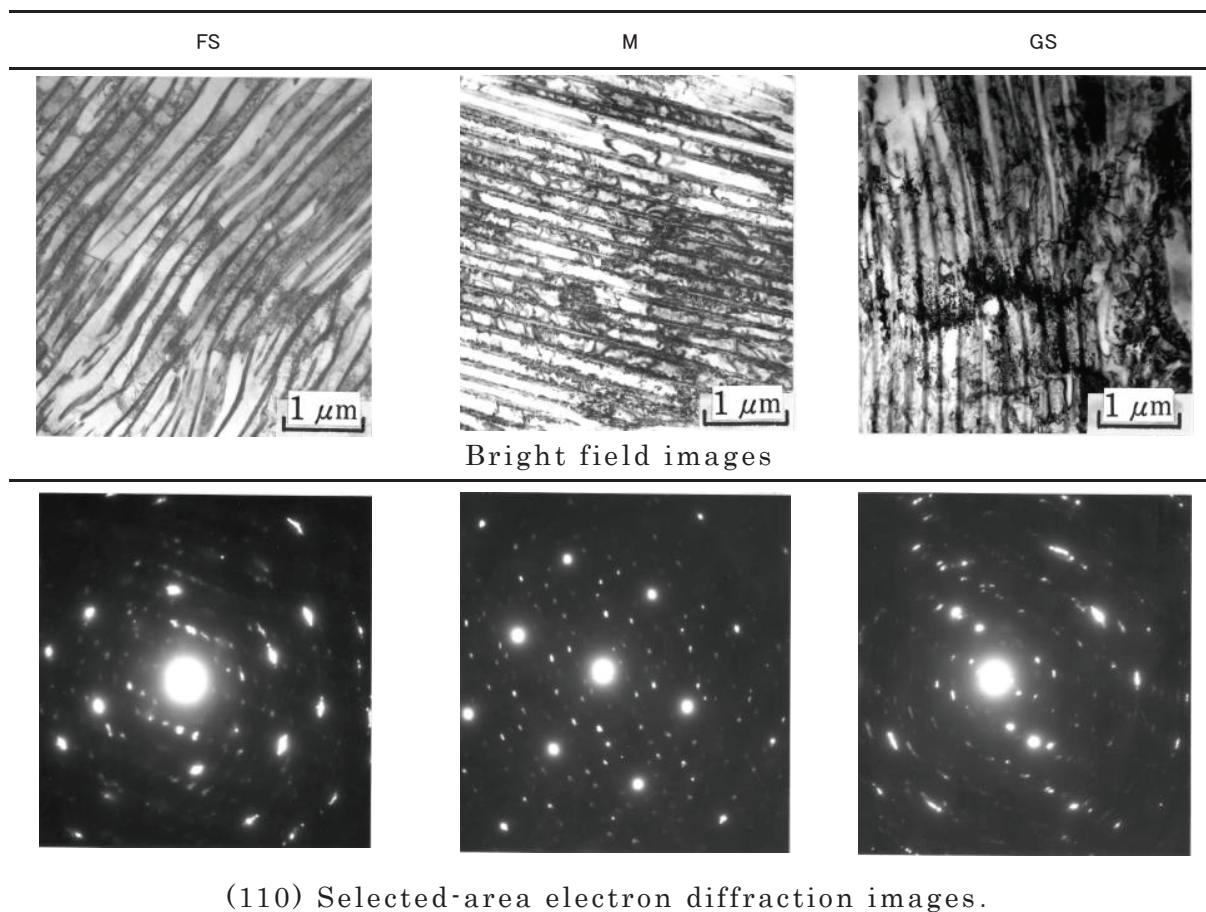 FS M GS
1 μm 1 μm 1 μm
Bright field images
(110) Selected-area electron diffraction images.